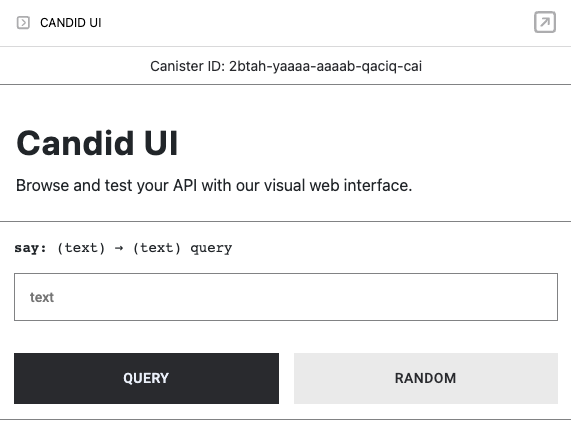 CANDID UI
Canister ID: 2btah-yaaaa-aaaab-qaciq-cai
Candid UI
Browse and test your API with our visual web interface.
say: (text) → (text) query
text
QUERY RANDOM